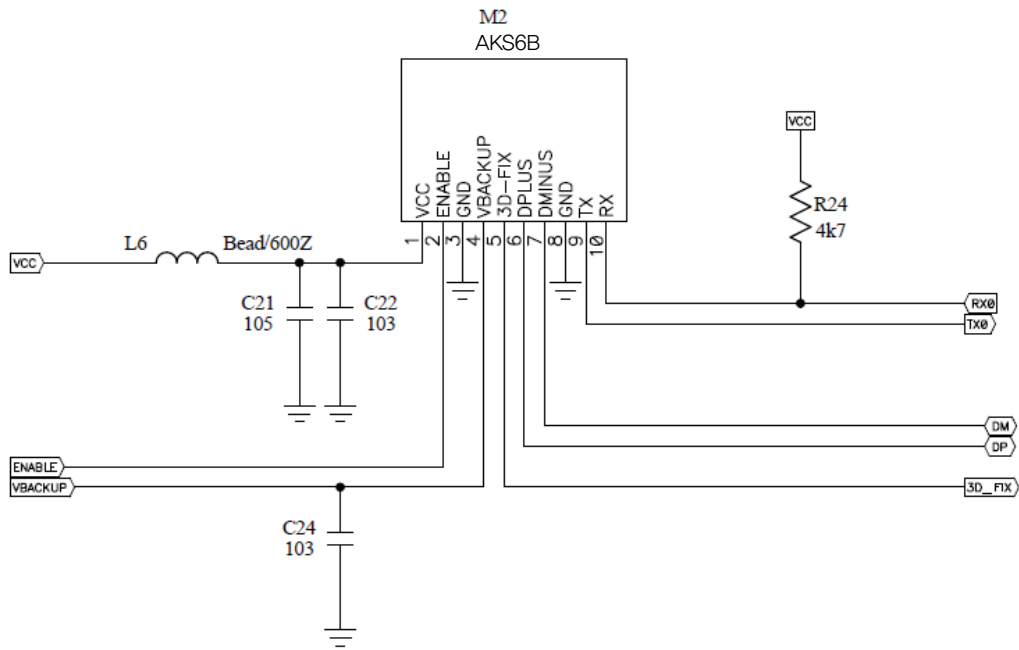 M2
AKS6B
VCC
ENABLE
GND
VBACKUP
3D-FIX
DPLUS
DMINUS
GND
TX
RX
1
2
3
4
5
6
7
8
9
10
VCC
R24
4k7
L6 Bead/600Z
VCC
C21
105
C22
103
RX0
TX0
DM
DP
ENABLE
VBACKUP
3D_FIX
C24
103